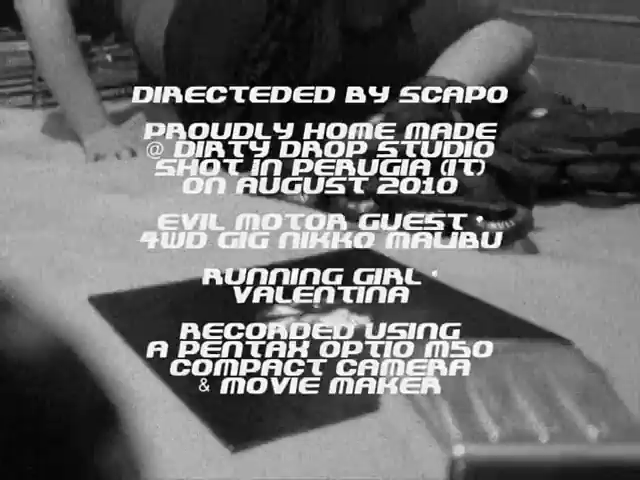 DIRECTEDED BY SCAPO
PROUDLY HOME MADE
@ DIRTY DROP STUDIO
SHOT IN PERUGIA (IT)
ON AUGUST 2010
EVIL MOTOR GUEST *
4WD GIG NIKKO MALIBU
RUNNING GIRL *
VALENTINA
RECORDED USING
A PENTAX OPTIO M50
COMPACT CAMERA
& MOVIE MAKER